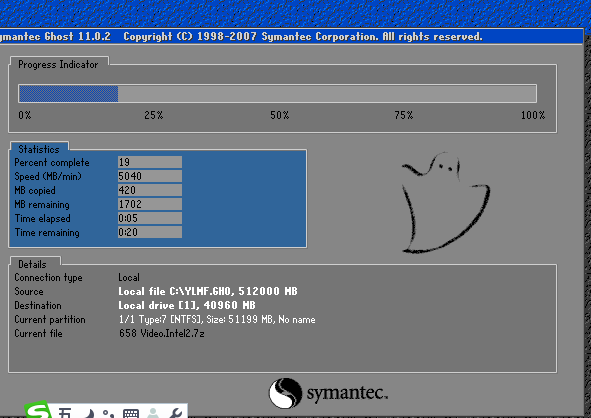 ymantec Ghost 11.0.2 Copyright (C) 1998-2007 Symantec Corporation. All rights reserved.
Progress Indicator
0% 25% 50% 75% 100%
Statistics
Percent complete 19
Speed (MB/min) 5040
MB copied 420
MB remaining 1702
Time elapsed 0:05
Time remaining 0:20
Details
Connection type Local
Source Local file C:\YLMF.GHO, 512000 MB
Destination Local drive [1], 40960 MB
Current partition 1/1 Type:7 [NTFS], Size: 51199 MB, No name
Current file 658 Video.Intel2.7z
symantec.
S 五